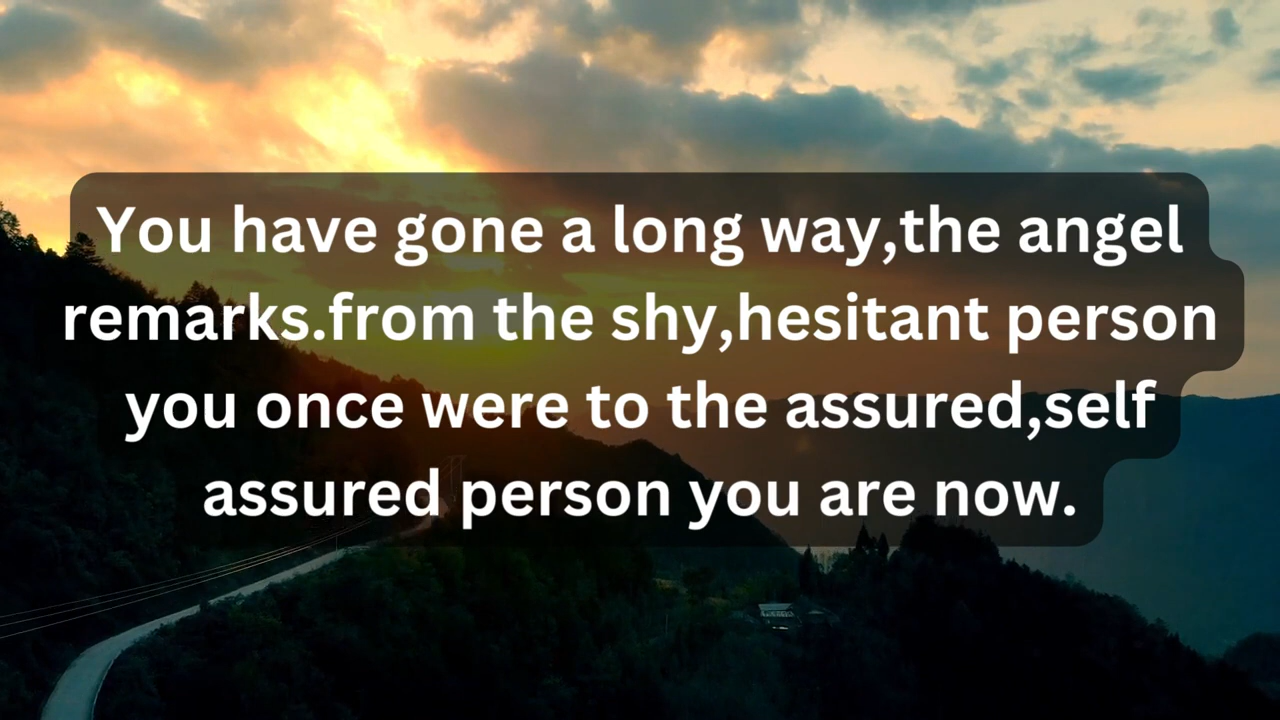 You have gone a long way,the angel
remarks.from the shy,hesitant person
you once were to the assured,self
assured person you are now.